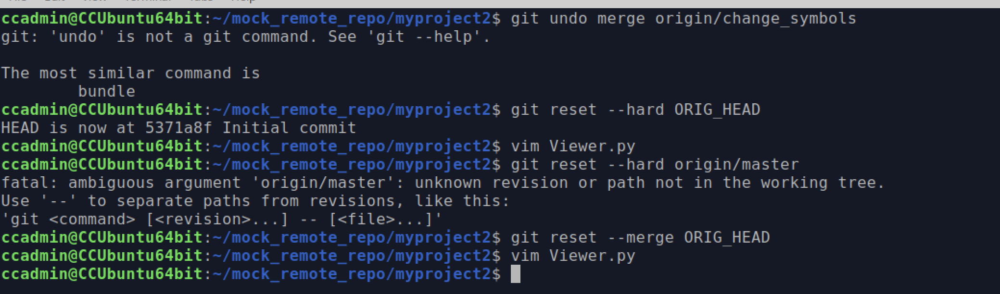 ccadmin@CCUbuntu64bit:~/mock_remote_repo/myproject2$ git undo merge origin/change_symbols
git: 'undo' is not a git command. See 'git --help'.
The most similar command is
bundle
ccadmin@CCUbuntu64bit:~/mock_remote_repo/myproject2$ git reset --hard ORIG_HEAD
HEAD is now at 5371a8f Initial commit
ccadmin@CCUbuntu64bit:~/mock_remote_repo/myproject2$ vim Viewer.py
ccadmin@CCUbuntu64bit:~/mock_remote_repo/myproject2$ git reset --hard origin/master
fatal: ambiguous argument 'origin/master': unknown revision or path not in the working tree.
Use '--' to separate paths from revisions, like this:
'git <command> [<revision>...] -- [<file>...]'
ccadmin@CCUbuntu64bit:~/mock_remote_repo/myproject2$ git reset --merge ORIG_HEAD
ccadmin@CCUbuntu64bit:~/mock_remote_repo/myproject2$ vim Viewer.py
ccadmin@CCUbuntu64bit:~/mock_remote_repo/myproject2$